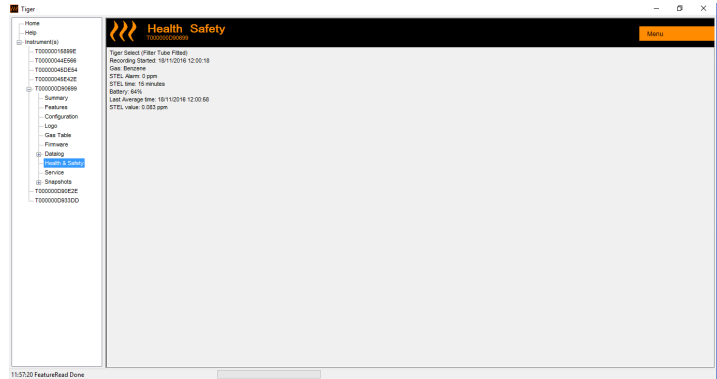 Tiger
Home
Help
Instrument(s)
T00000015899E
T00000044E566
T00000045DE54
T00000045E42E
T000000D90699
Summary
Features
Configuration
Logo
Gas Table
Firmware
Datalog
Health & Safety
Service
Snapshots
T000000D90E2E
T000000D933DD
Health Safety
T000000D90699
Menu
Tiger Select (Filter Tube Fitted)
Recording Started: 18/11/2016 12:00:18
Gas: Benzene
STEL Alarm: 0 ppm
STEL time: 15 minutes
Battery: 64%
Last Average time: 18/11/2016 12:00:58
STEL value: 0.083 ppm
11:57:20 FeatureRead Done